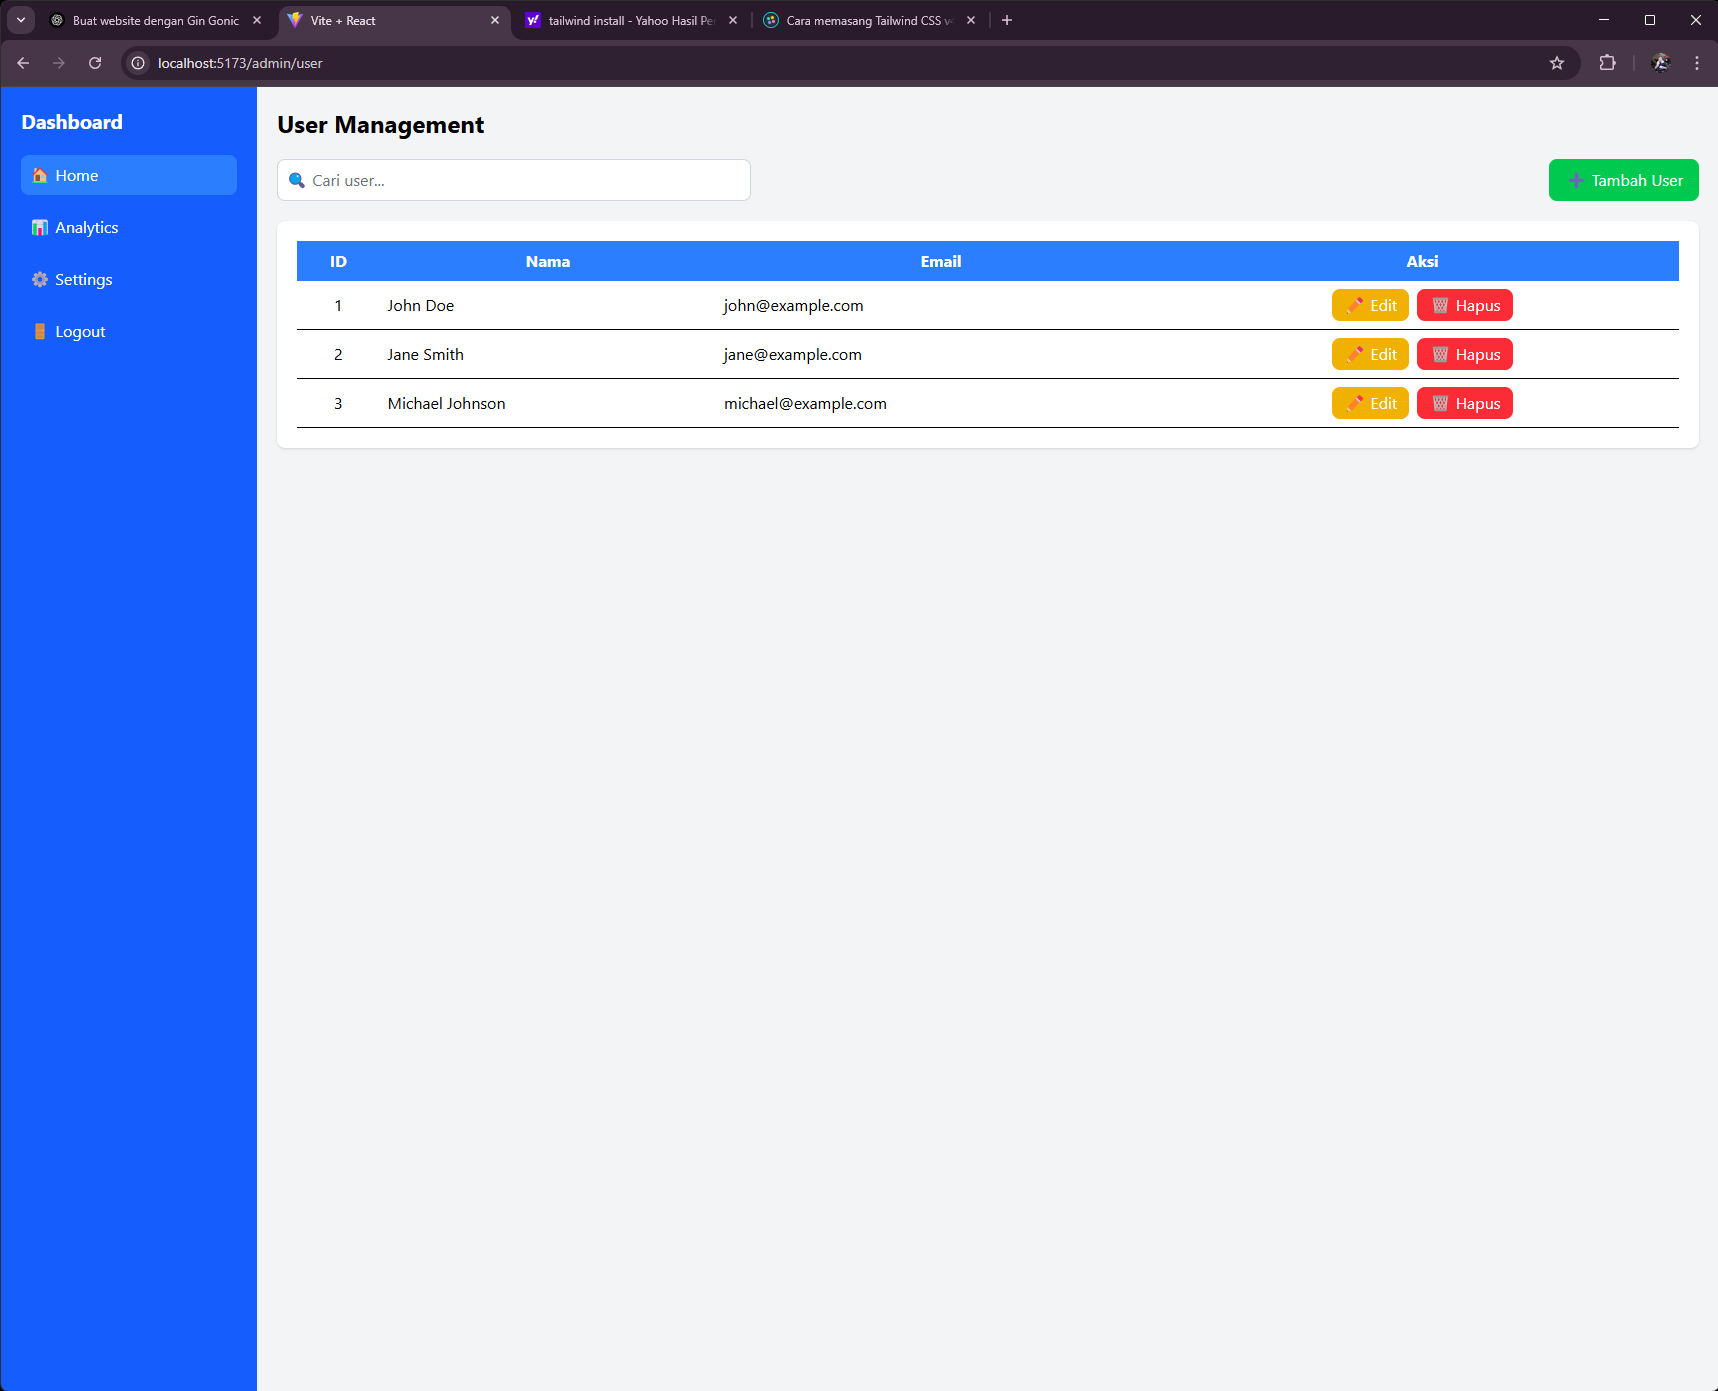 Buat website dengan Gin Gonic
Vite + React
tailwind install - Yahoo Hasil Pe
Cara memasang Tailwind CSS v
localhost:5173/admin/user
Dashboard
Home
Analytics
Settings
Logout
User Management
Cari user...
Tambah User
ID Nama Email Aksi
1 John Doe john@example.com Edit Hapus
2 Jane Smith jane@example.com Edit Hapus
3 Michael Johnson michael@example.com Edit Hapus